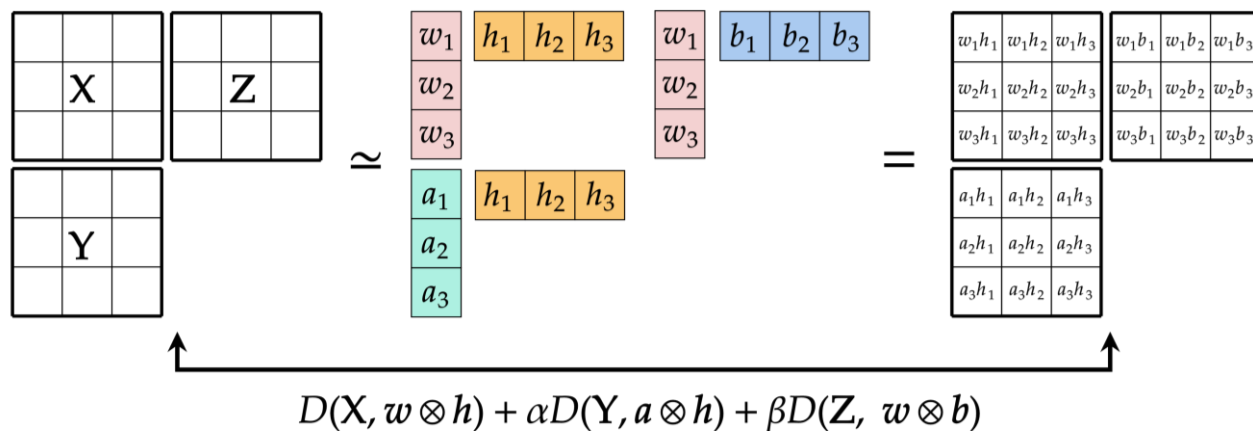 X Z ≃ w₁ h₁ h₂ h₃ w₁ b₁ b₂ b₃ = w₁h₁ w₁h₂ w₁h₃ w₁b₁ w₁b₂ w₁b₃
w₂ w₂ w₂h₁ w₂h₂ w₂h₃ w₂b₁ w₂b₂ w₂b₃
w₃ w₃ w₃h₁ w₃h₂ w₃h₃ w₃b₁ w₃b₂ w₃b₃
Y a₁ h₁ h₂ h₃ a₁h₁ a₁h₂ a₁h₃
a₂ a₂h₁ a₂h₂ a₂h₃
a₃ a₃h₁ a₃h₂ a₃h₃
D(X, w ⊗ h) + αD(Y, a ⊗ h) + βD(Z, w ⊗ b)